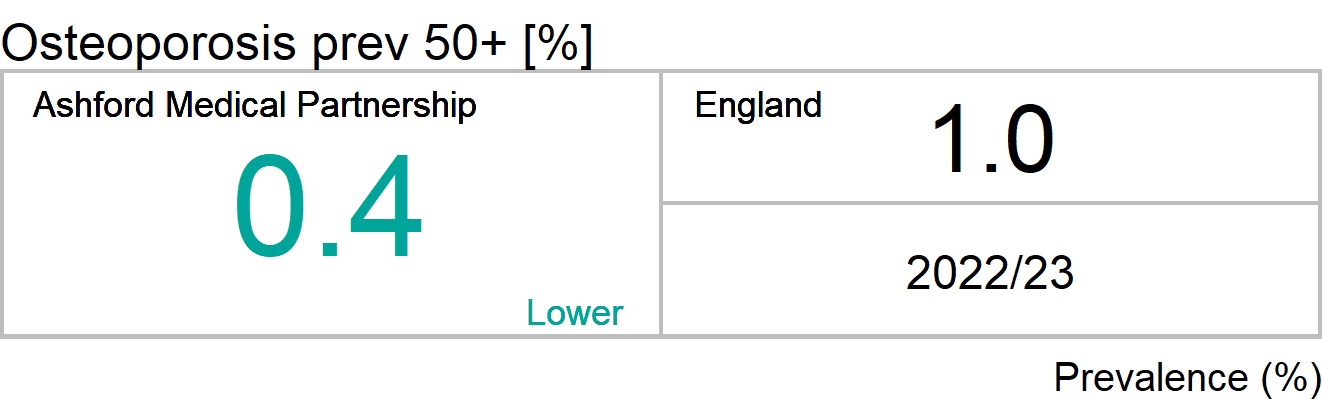 Osteoporosis prev 50+ [%]
Ashford Medical Partnership
0.4
Lower
England
1.0
2022/23
Prevalence (%)